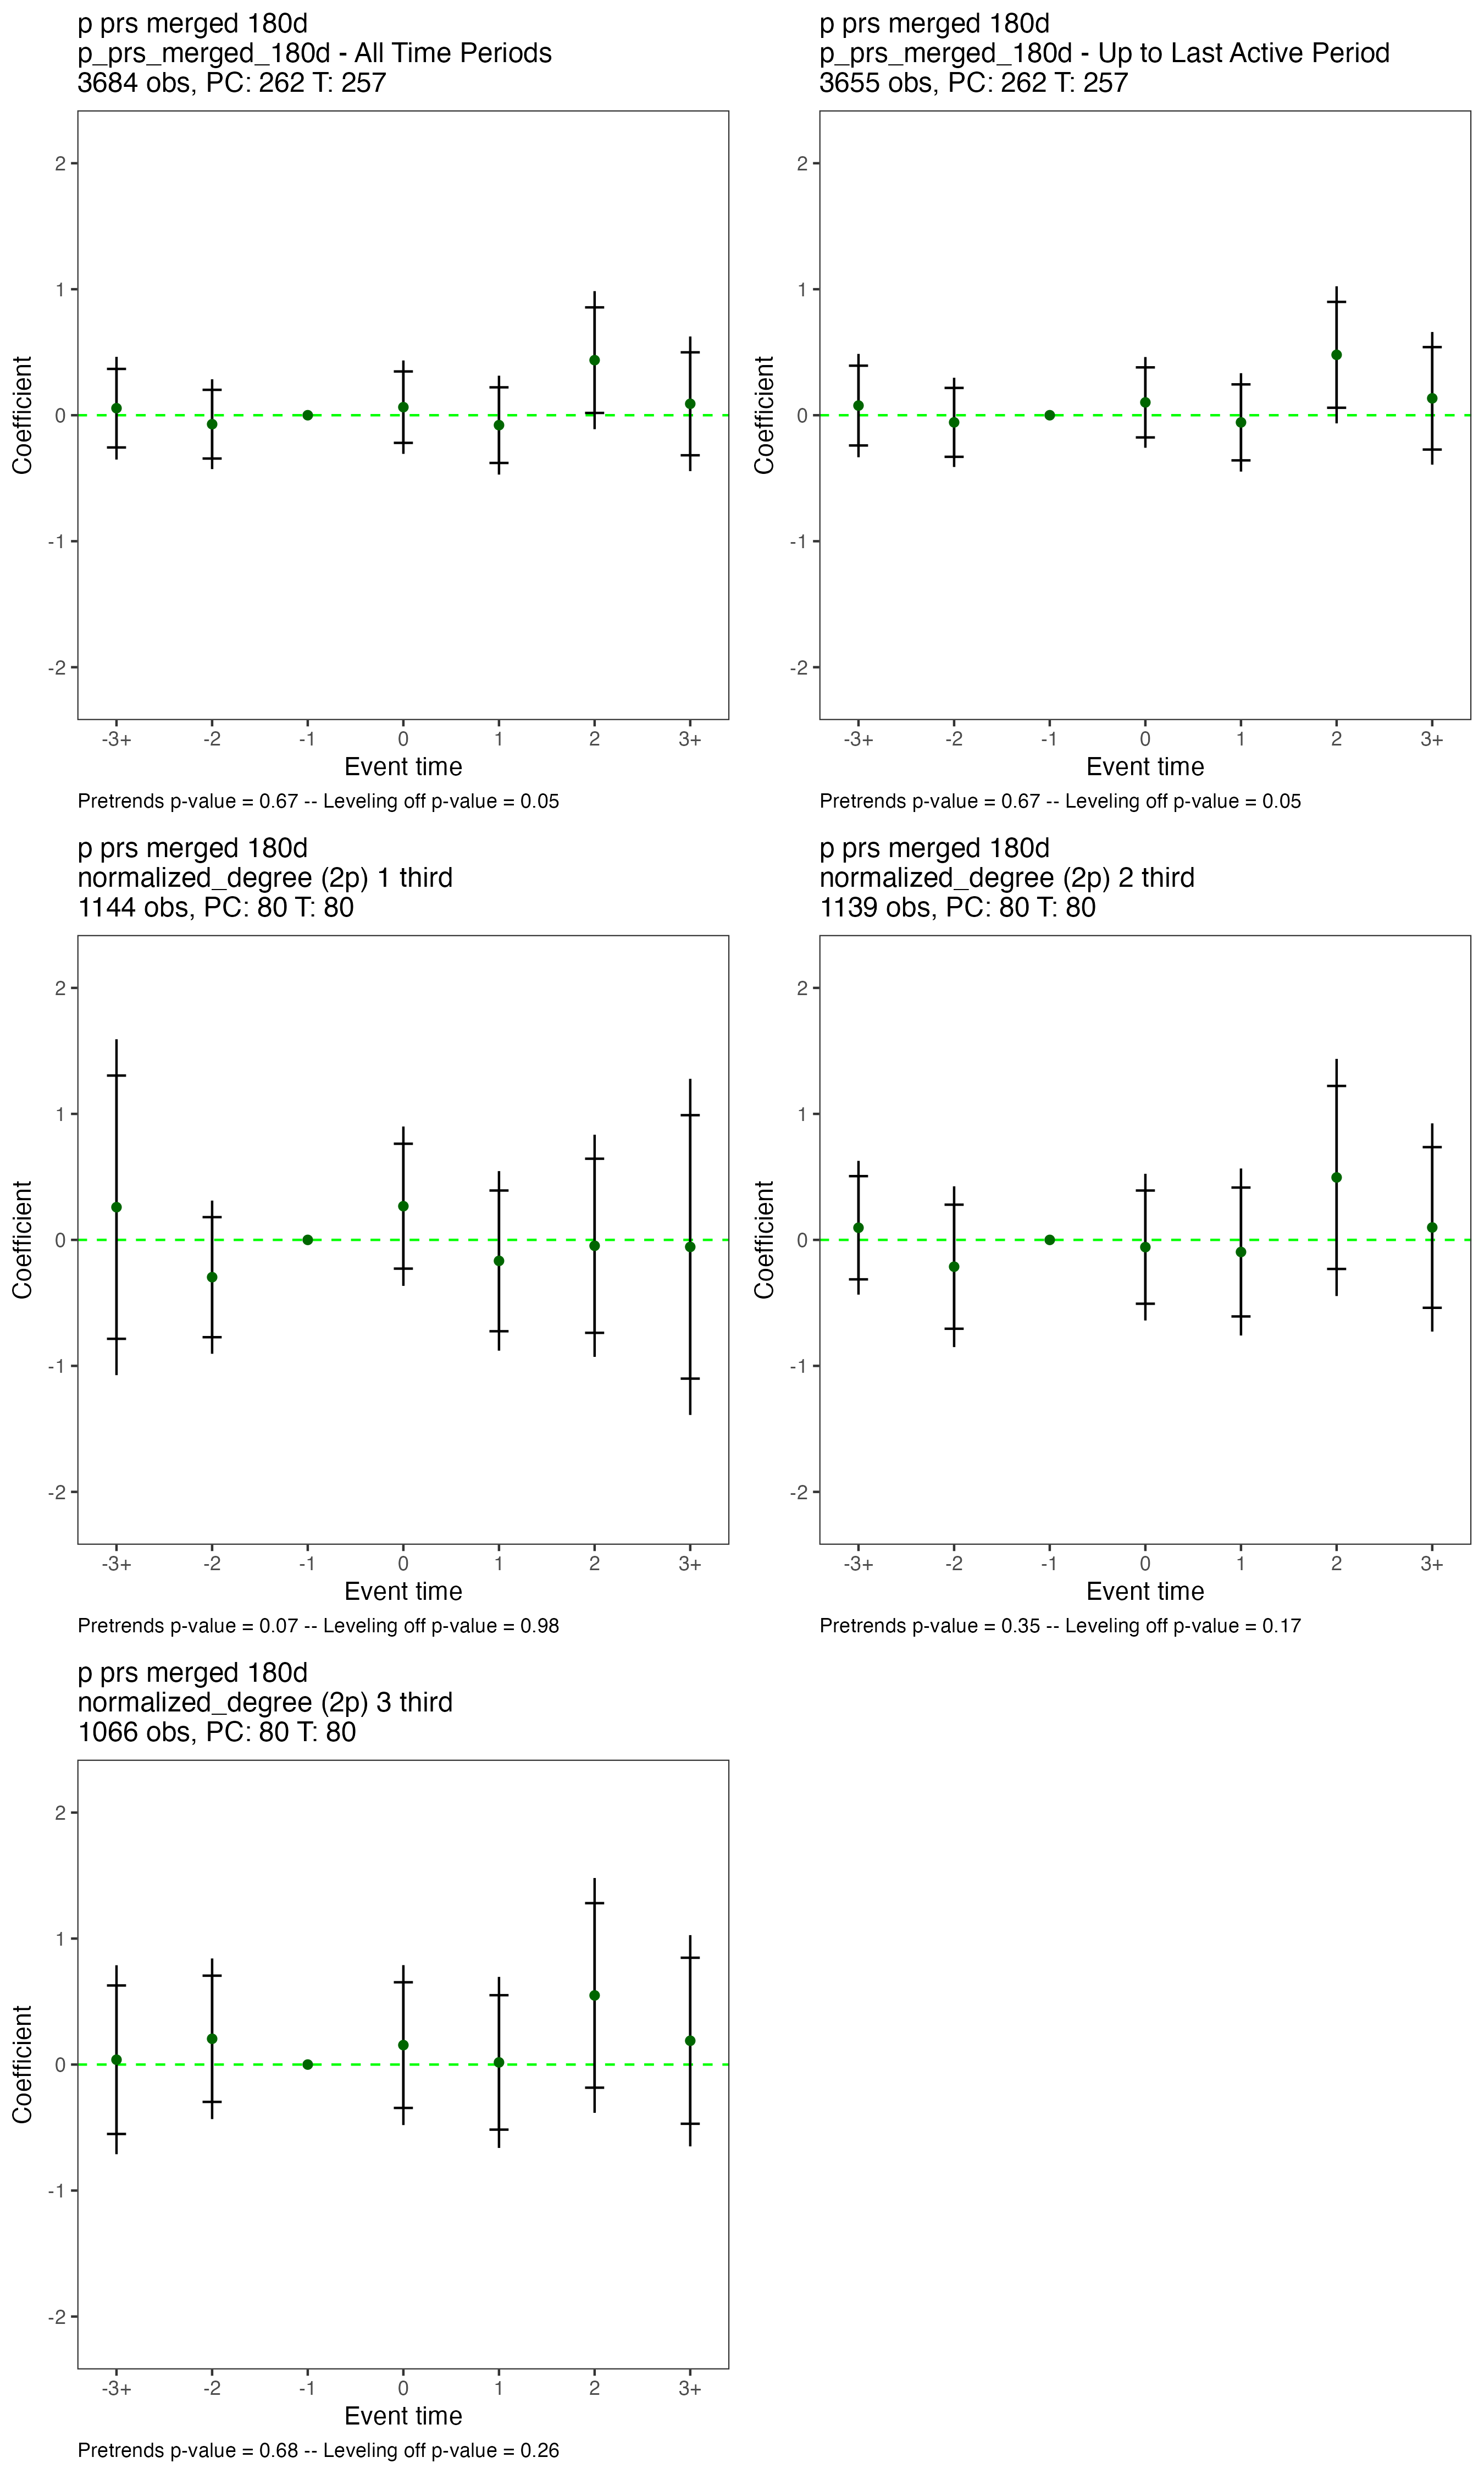 p prs merged 180d
p_prs_merged_180d - All Time Periods
3684 obs, PC: 262 T: 257
Coefficient
2
1
0
-1
-2
-3+ -2 -1 0 1 2 3+
Event time
Pretrends p-value = 0.67 -- Leveling off p-value = 0.05
p prs merged 180d
p_prs_merged_180d - Up to Last Active Period
3655 obs, PC: 262 T: 257
Coefficient
2
1
0
-1
-2
-3+ -2 -1 0 1 2 3+
Event time
Pretrends p-value = 0.67 -- Leveling off p-value = 0.05
p prs merged 180d
normalized_degree (2p) 1 third
1144 obs, PC: 80 T: 80
Coefficient
2
1
0
-1
-2
-3+ -2 -1 0 1 2 3+
Event time
Pretrends p-value = 0.07 -- Leveling off p-value = 0.98
p prs merged 180d
normalized_degree (2p) 2 third
1139 obs, PC: 80 T: 80
Coefficient
2
1
0
-1
-2
-3+ -2 -1 0 1 2 3+
Event time
Pretrends p-value = 0.35 -- Leveling off p-value = 0.17
p prs merged 180d
normalized_degree (2p) 3 third
1066 obs, PC: 80 T: 80
Coefficient
2
1
0
-1
-2
-3+ -2 -1 0 1 2 3+
Event time
Pretrends p-value = 0.68 -- Leveling off p-value = 0.26